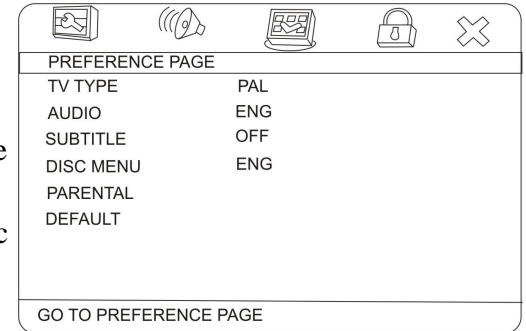 PREFERENCE PAGE
TV TYPE PAL
AUDIO ENG
SUBTITLE OFF
DISC MENU ENG
PARENTAL
DEFAULT
GO TO PREFERENCE PAGE